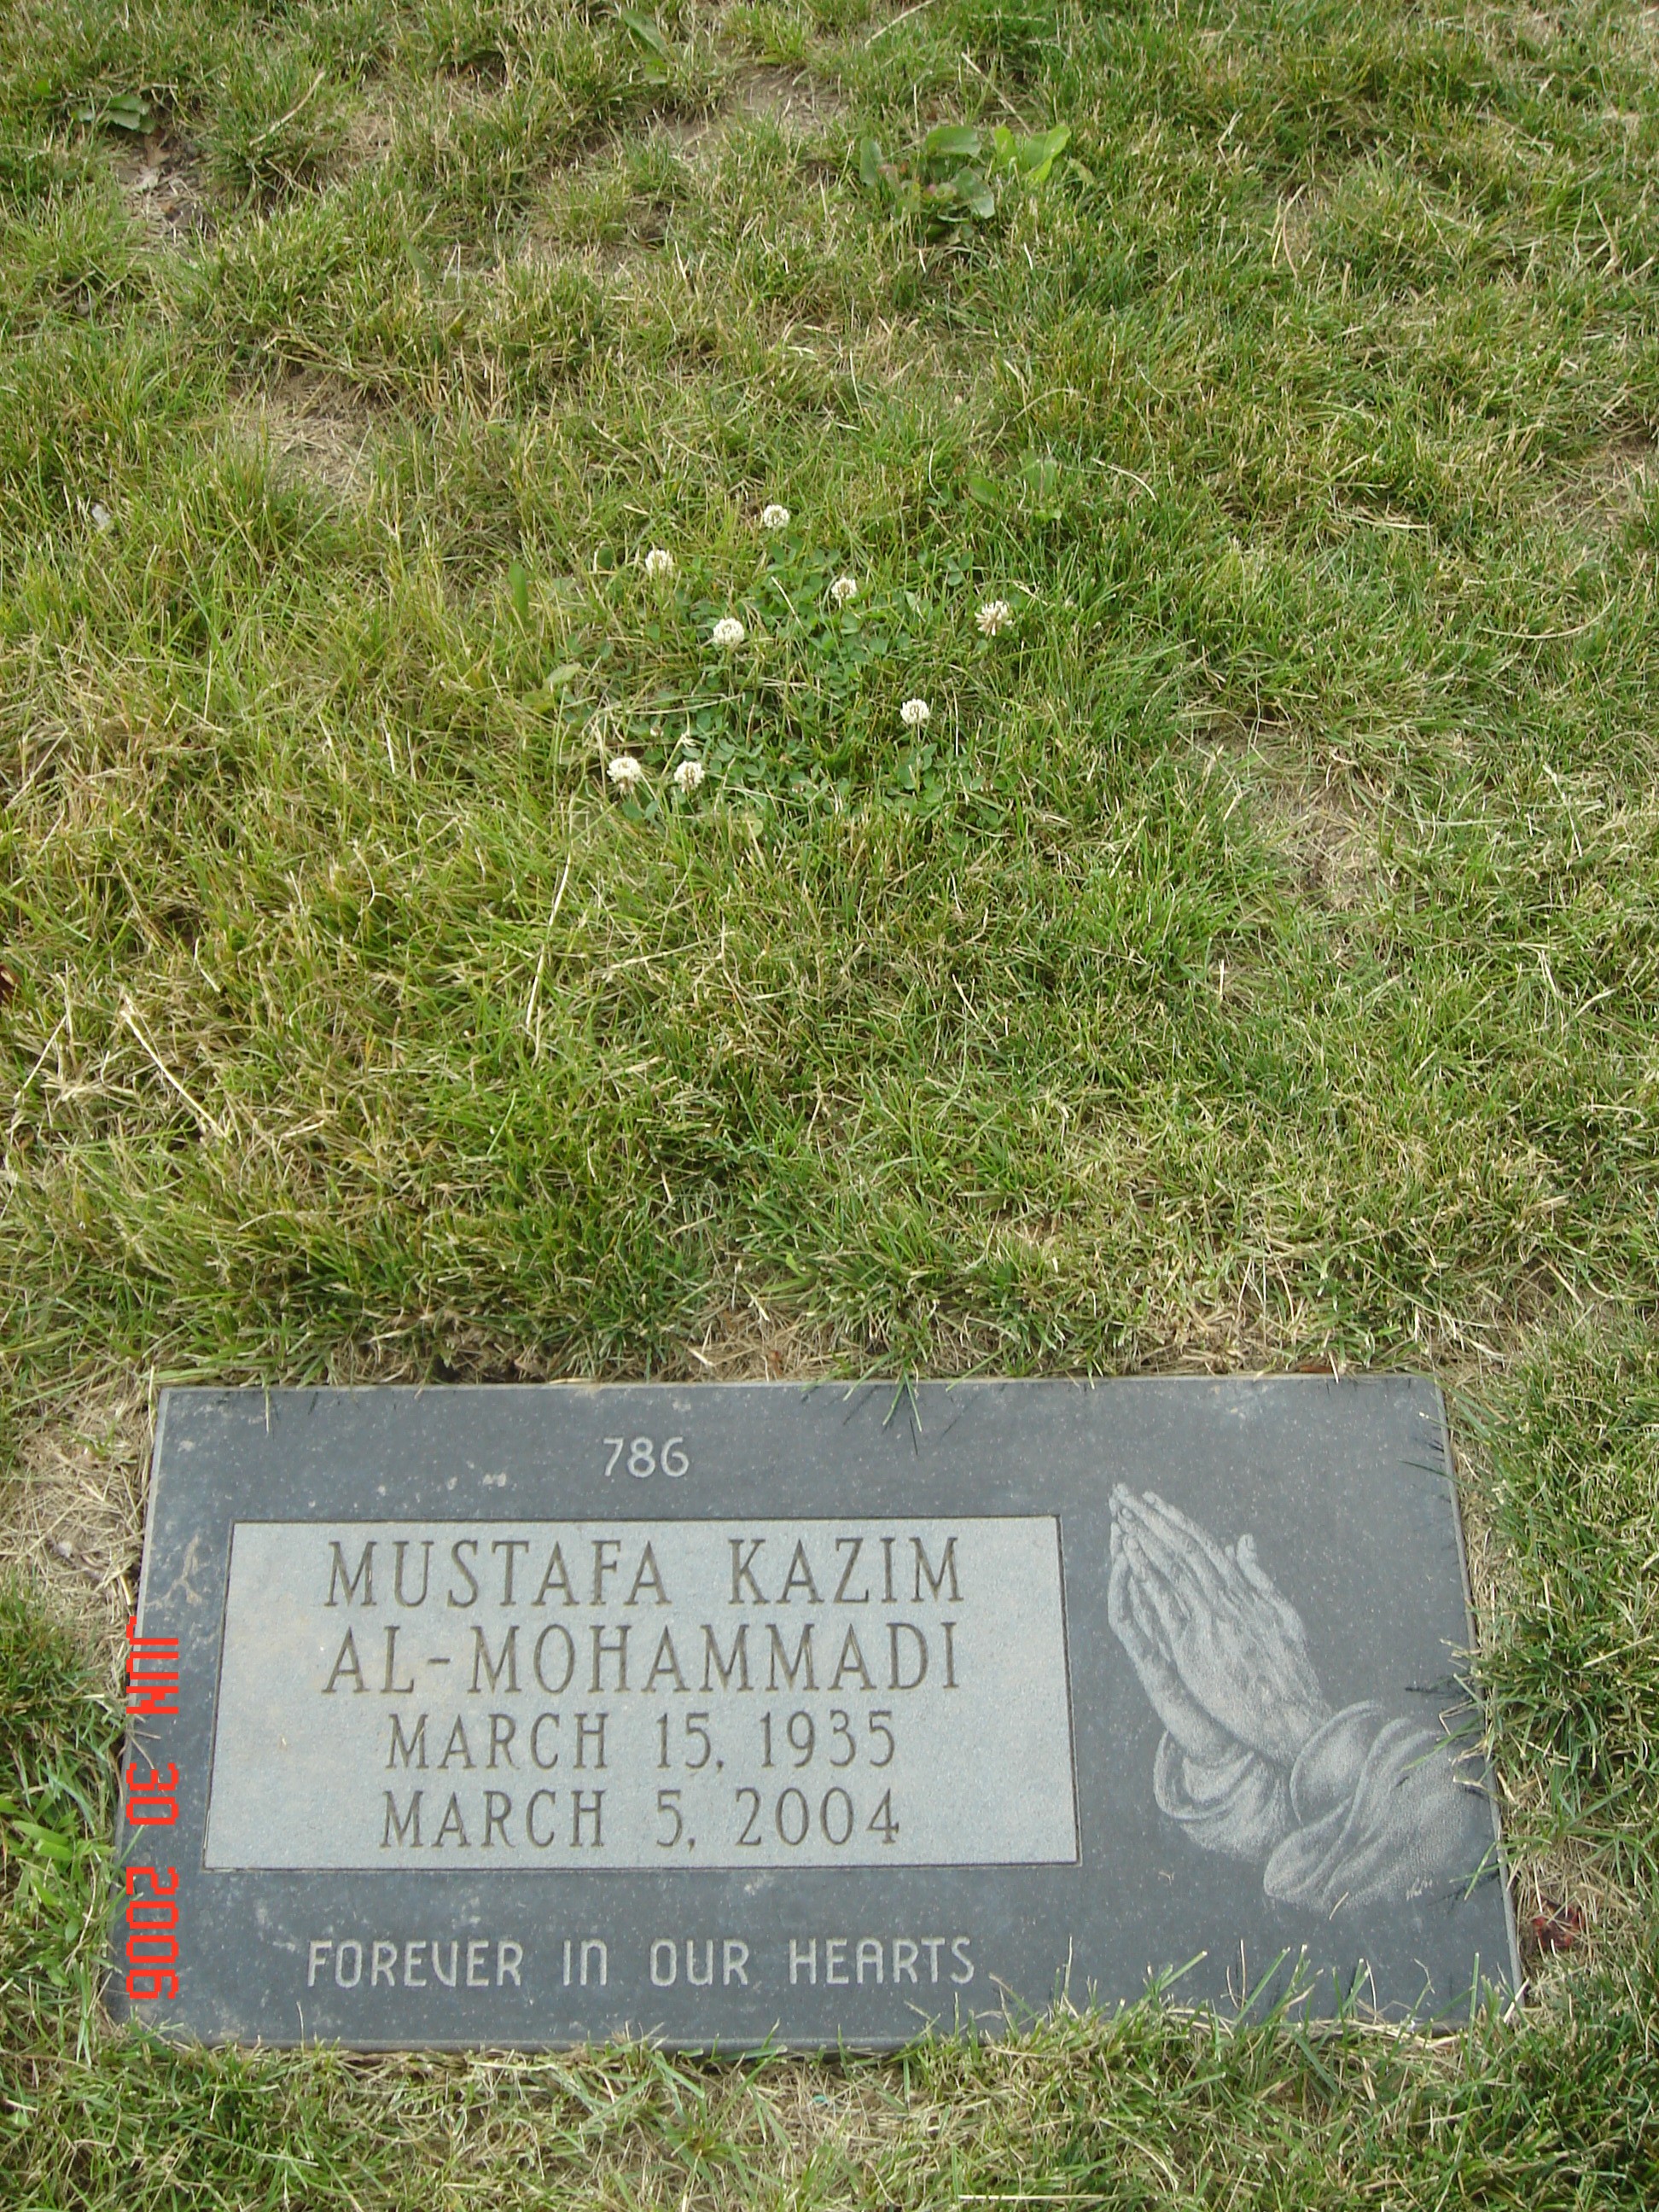 786
MUSTAFA KAZIM
AL-MOHAMMADI
MARCH 15, 1935
MARCH 5, 2004
FOREVER IN OUR HEARTS
JUN 30 2006